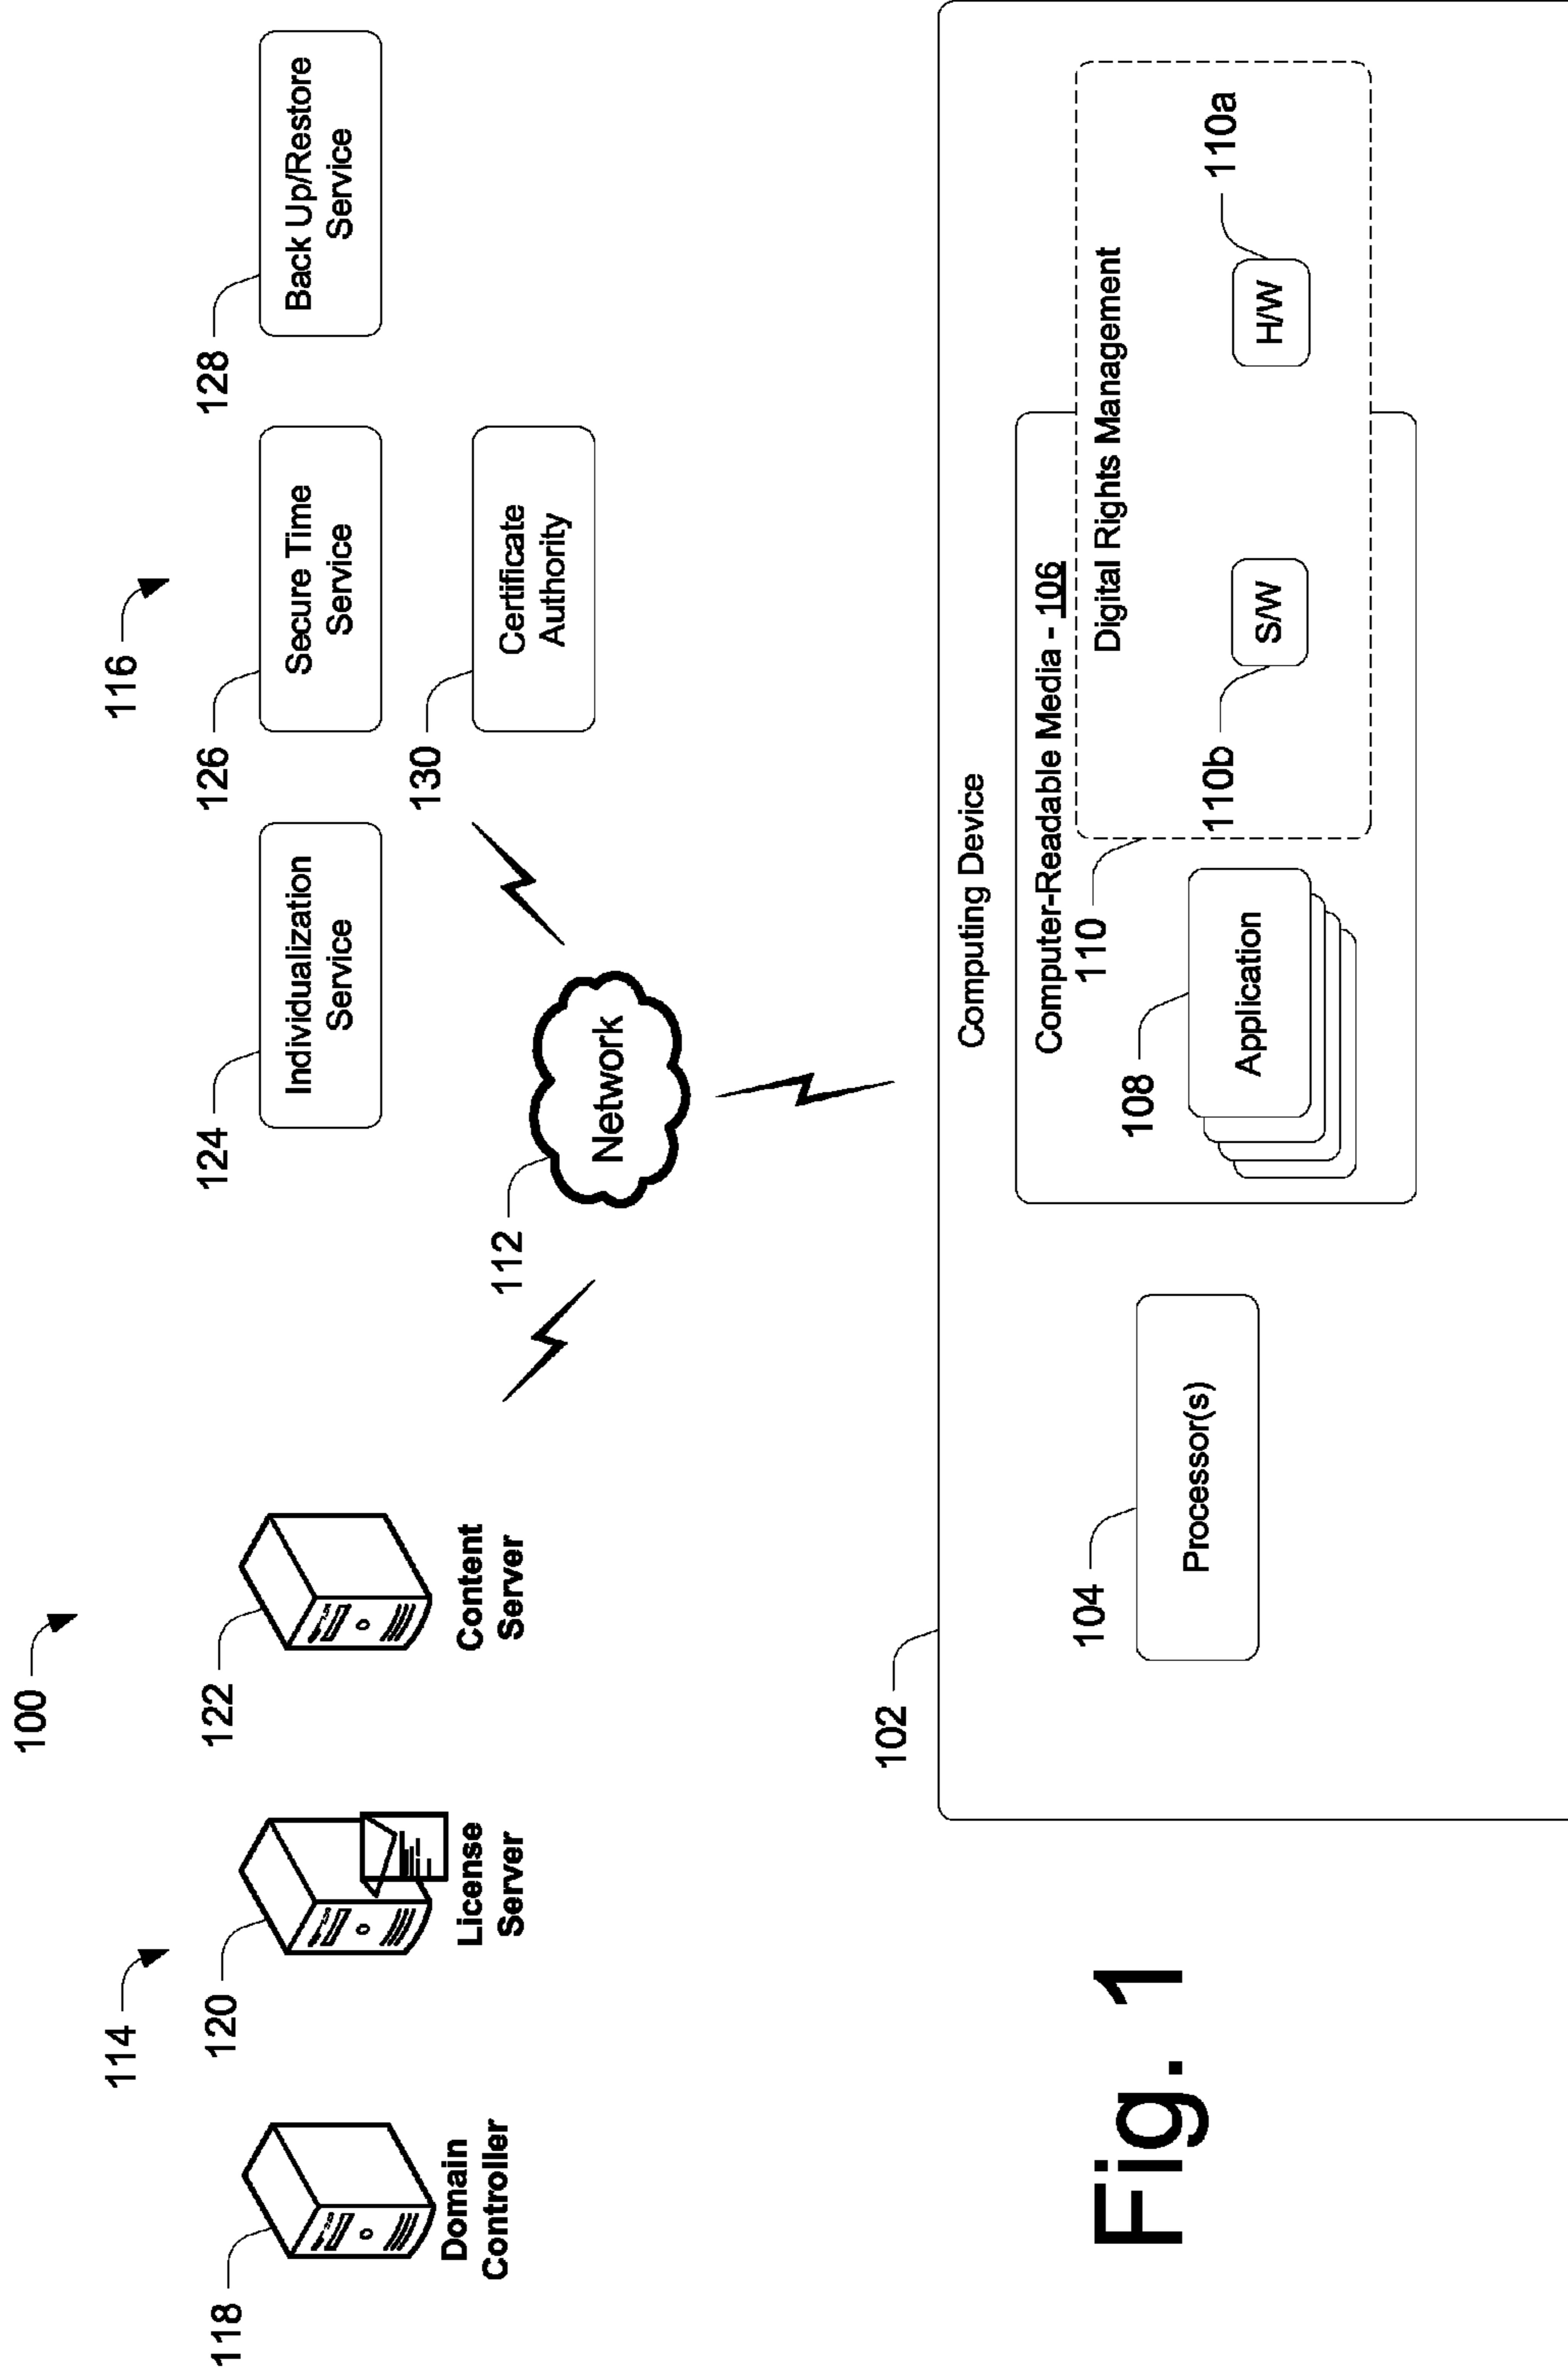 100
114
116
118
120
122
124
126
128
Domain
Controller
License
Server
Content
Server
Individualization
Service
Secure Time
Service
Back Up/Restore
Service
130
Certificate
Authority
112
Network
102
Computing Device
104
Processor(s)
Computer-Readable Media - 106
108
Application
110
Digital Rights Management
110b
S/W
110a
H/W
Fig. 1